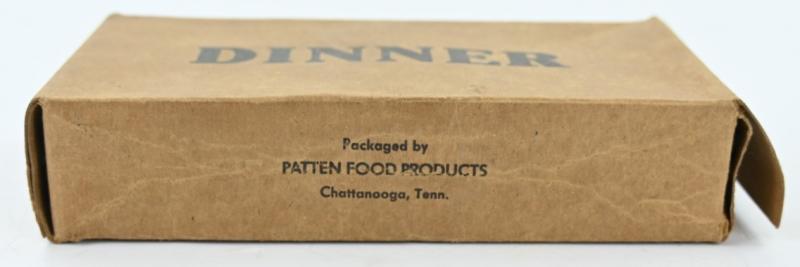 DINNER
Packaged by
PATTEN FOOD PRODUCTS
Chattanooga, Tenn.